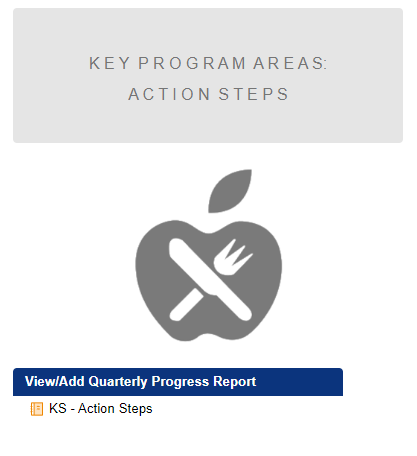 KEY PROGRAM AREAS:
ACTION STEPS
View/Add Quarterly Progress Report
KS - Action Steps